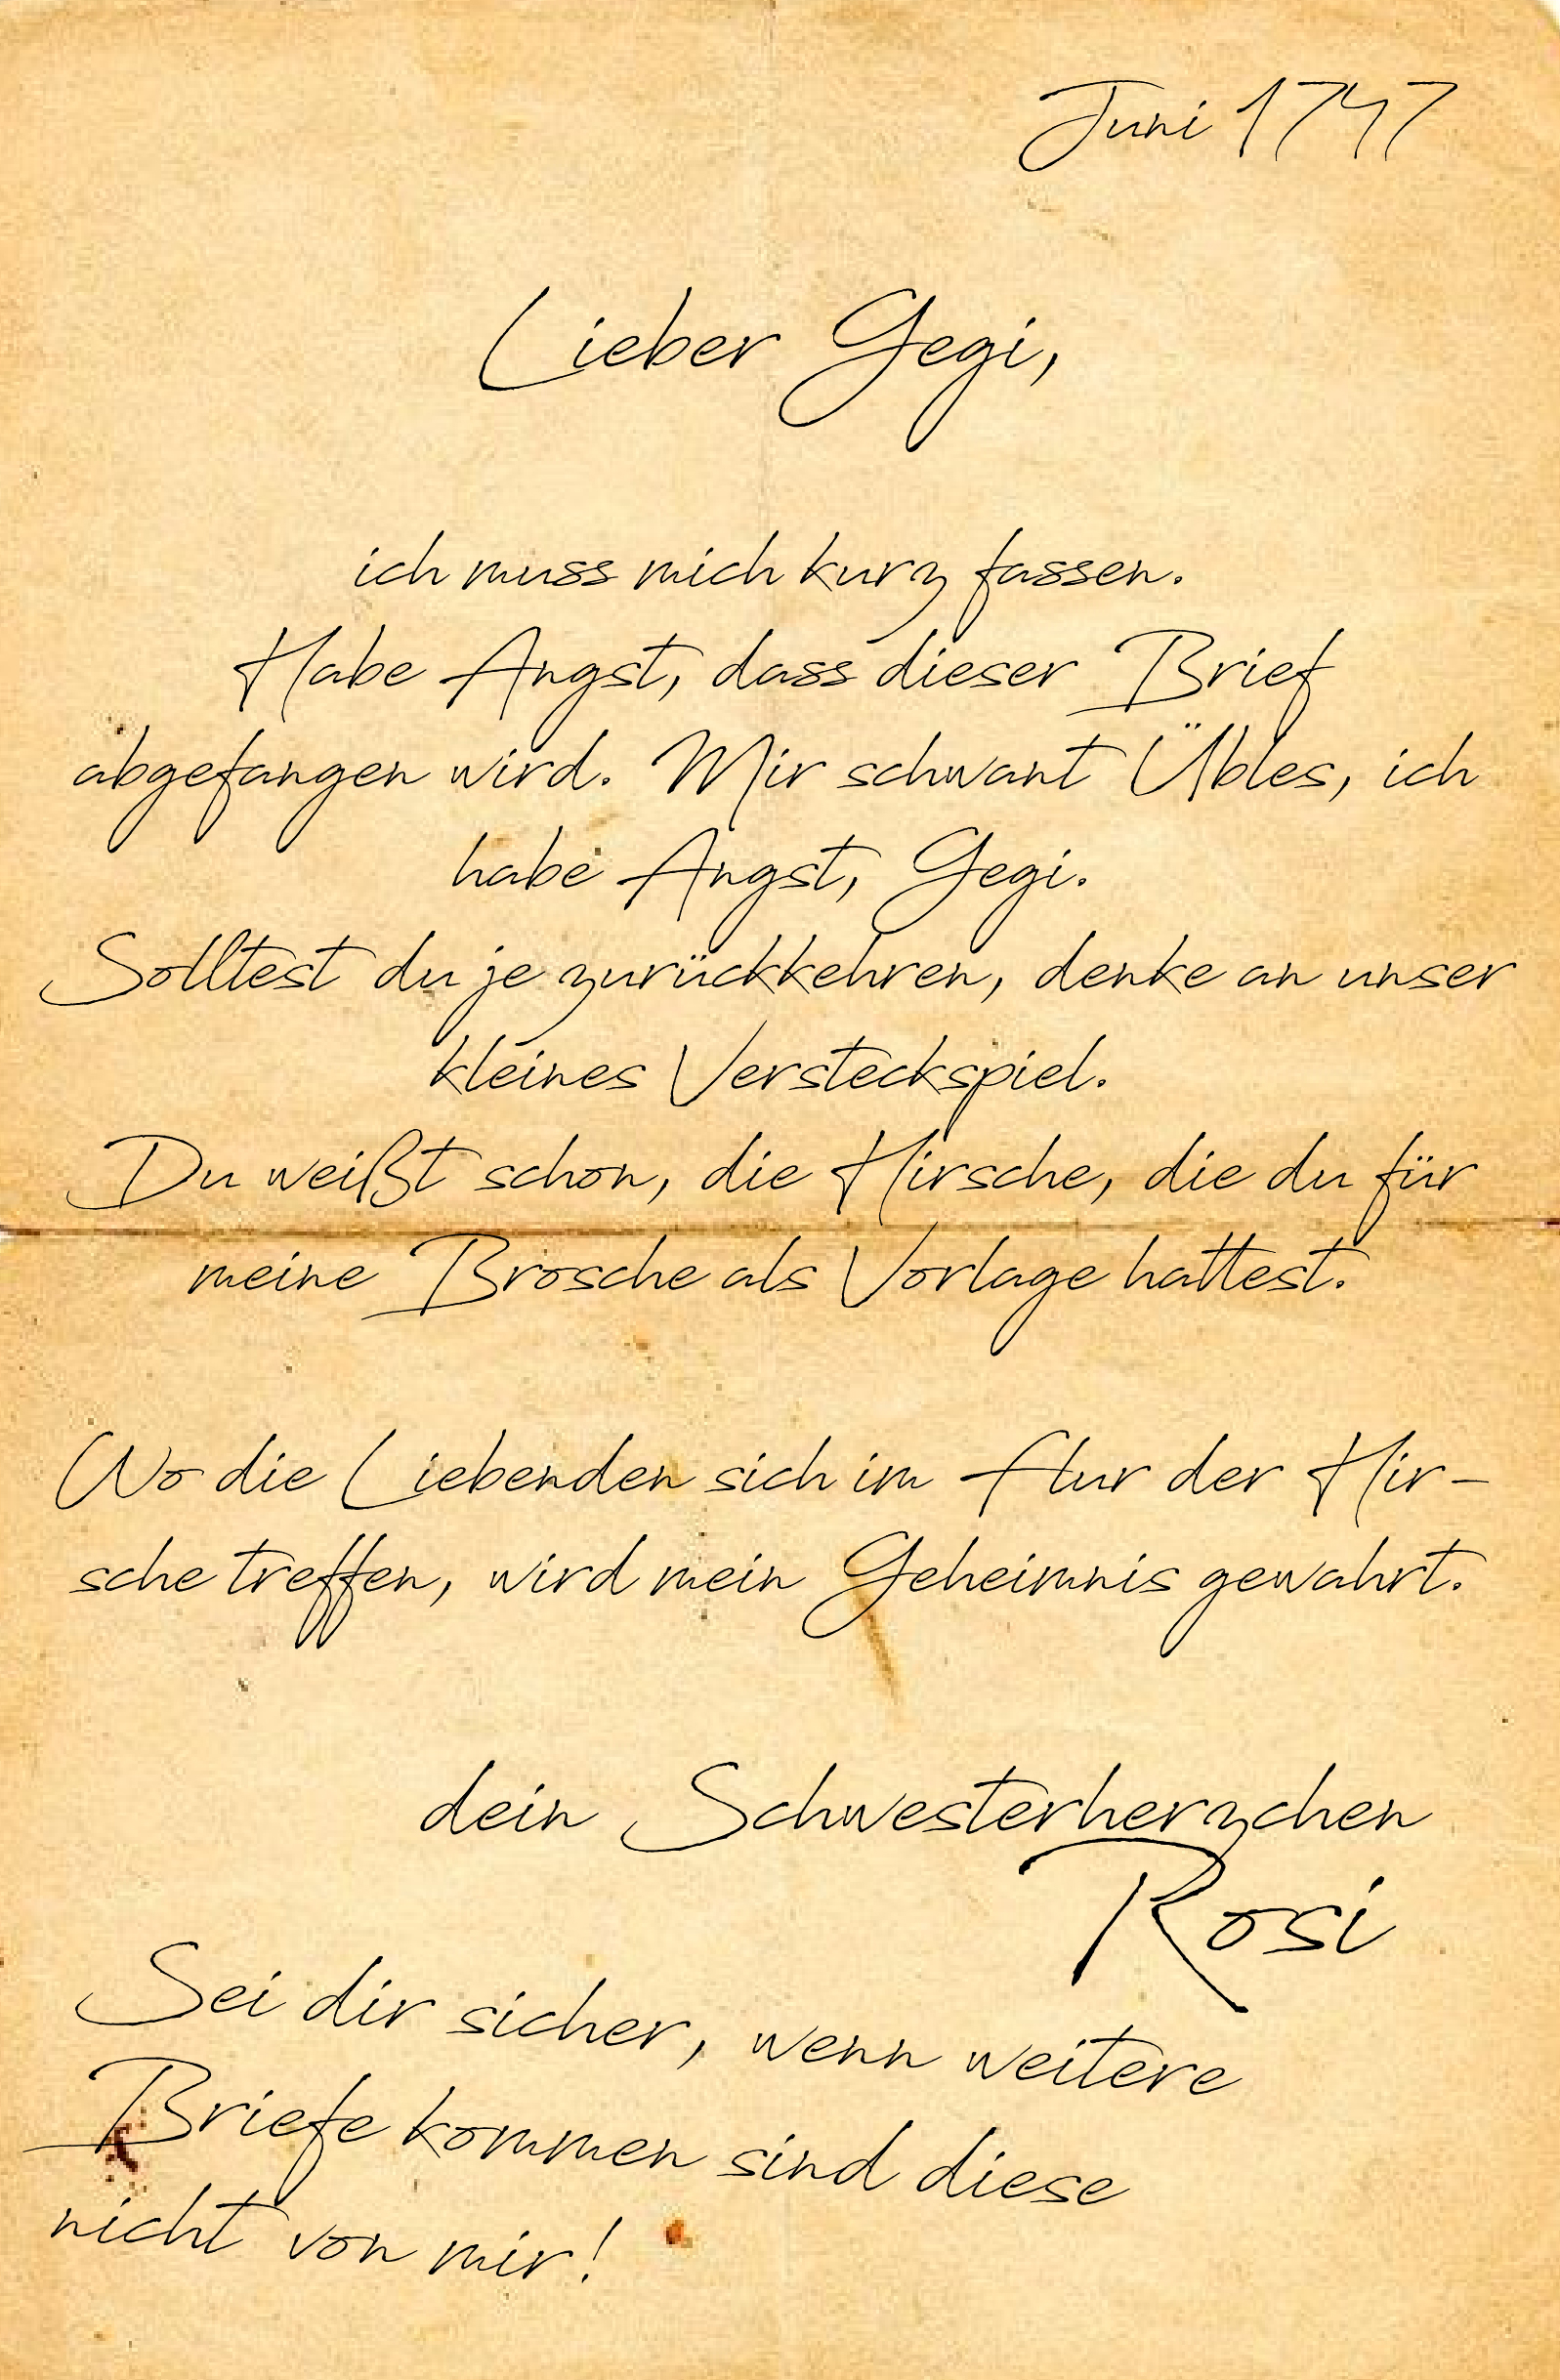 Juni 1747
Lieber Gegi,
ich muss mich kurz fassen.
Habe Angst, dass dieser Brief
abgefangen wird. Mir schwant Übles, ich
habe Angst, Gegi.
Solltest du je zurückkehren, denke an unser
kleines Versteckspiel.
Du weißt schon, die Hirsche, die du für
meine Brosche als Vorlage hattest.
Wo die Liebenden sich im Flur der Hir-
sche treffen, wird mein Geheimnis gewahrt.
dein Schwesterherzchen
Rosi
Sei dir sicher, wenn weitere
Briefe kommen sind diese
nicht von mir!